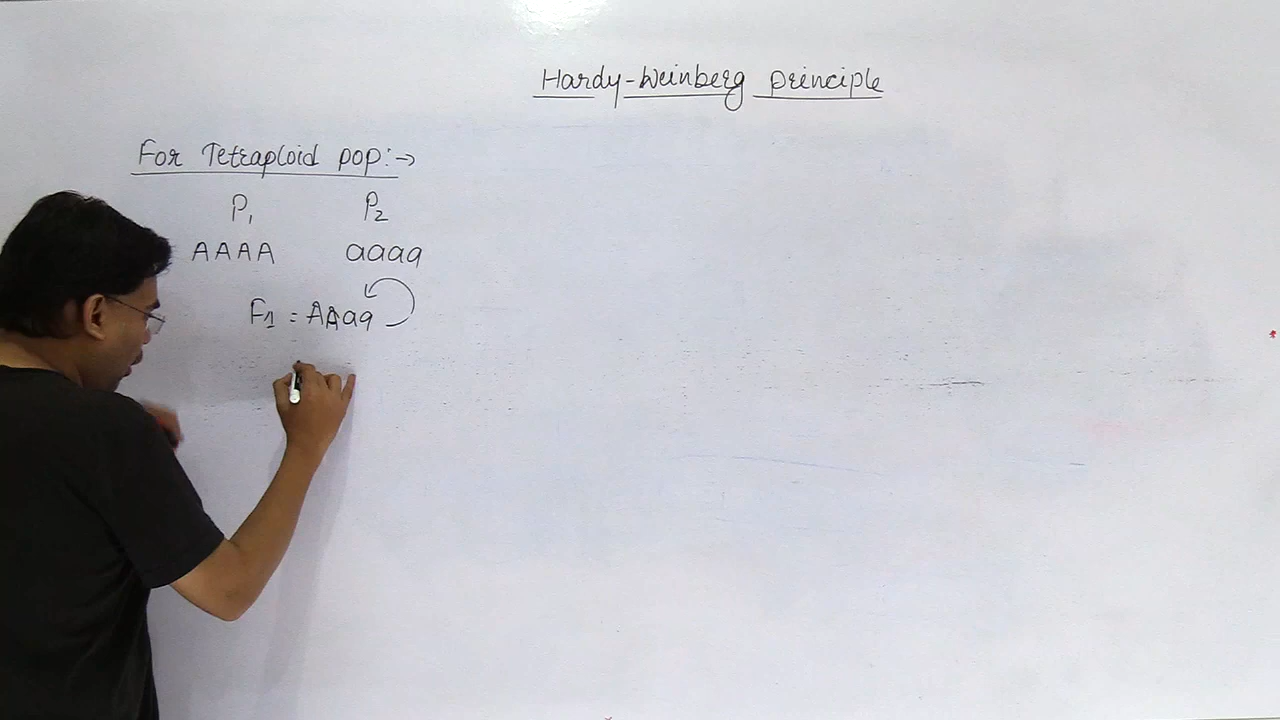 Hardy-Weinberg principle
For Tetraploid pop:→
P₁ P₂
AAAA aaaa
F₁ = AAaa